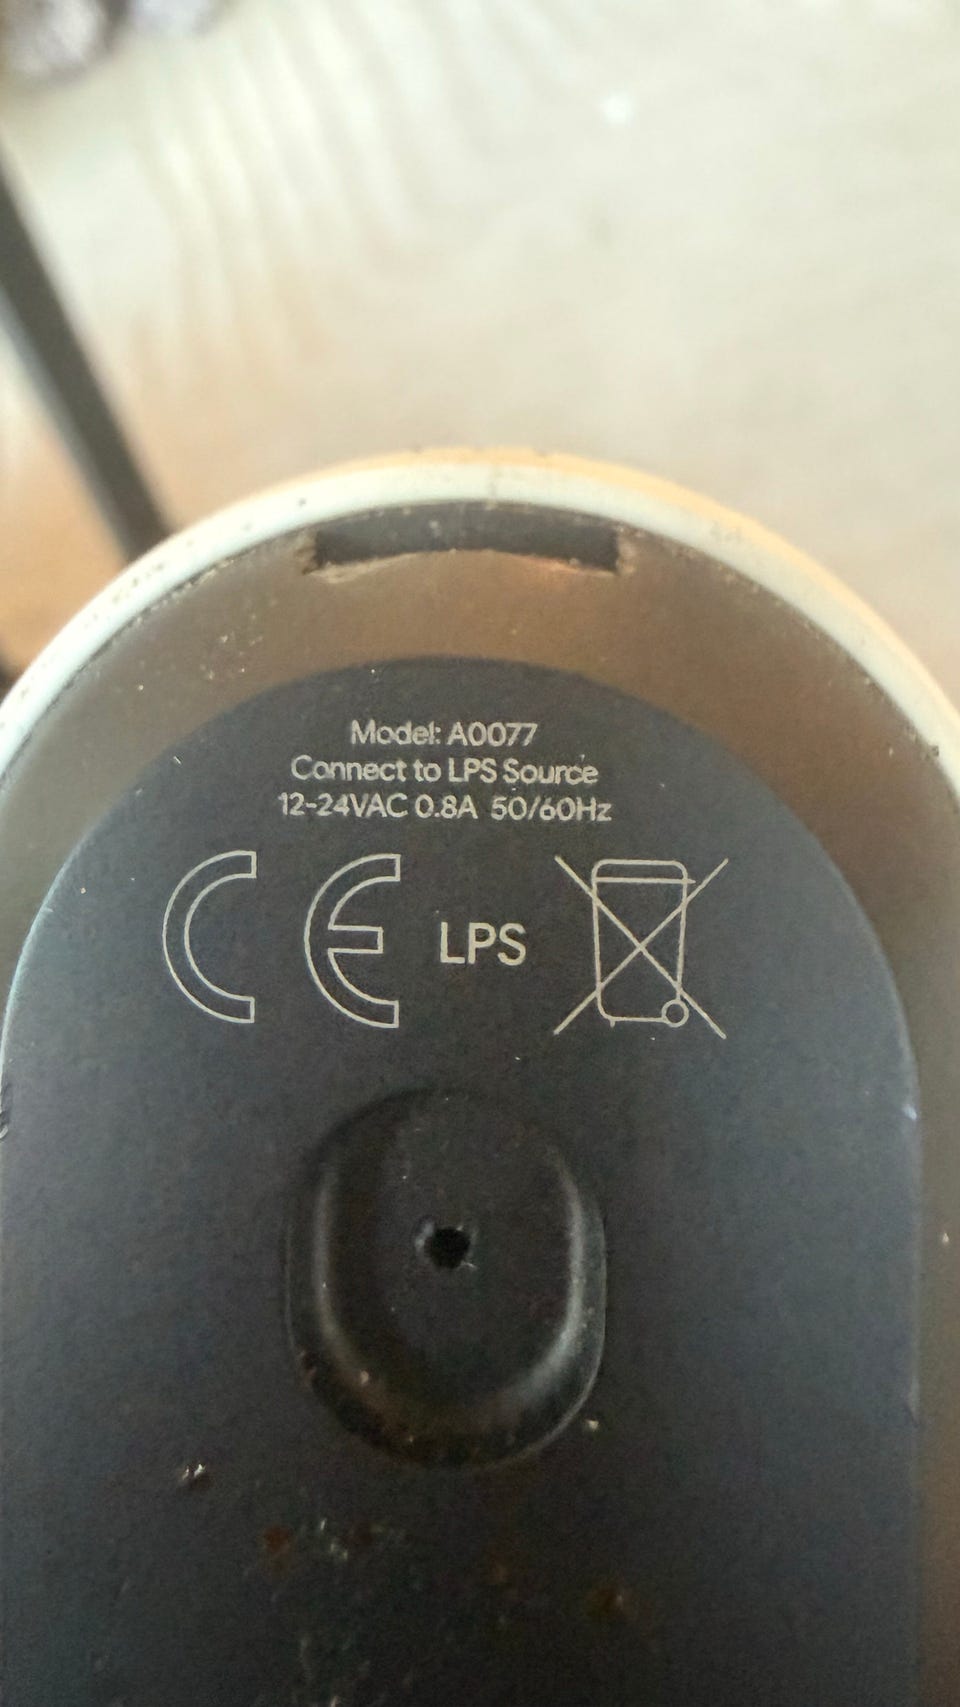 Model: A0077
Connect to LPS Source
12-24VAC 0.8A 50/60Hz
CE LPS